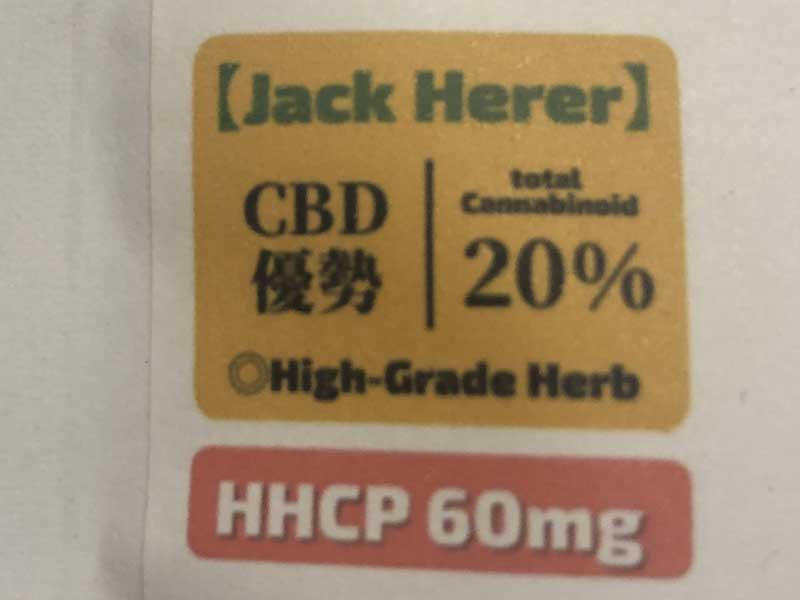 【Jack Herer】
CBD
優勢
total
Cannabinoid
20%
◎High-Grade Herb
HHCP 60mg